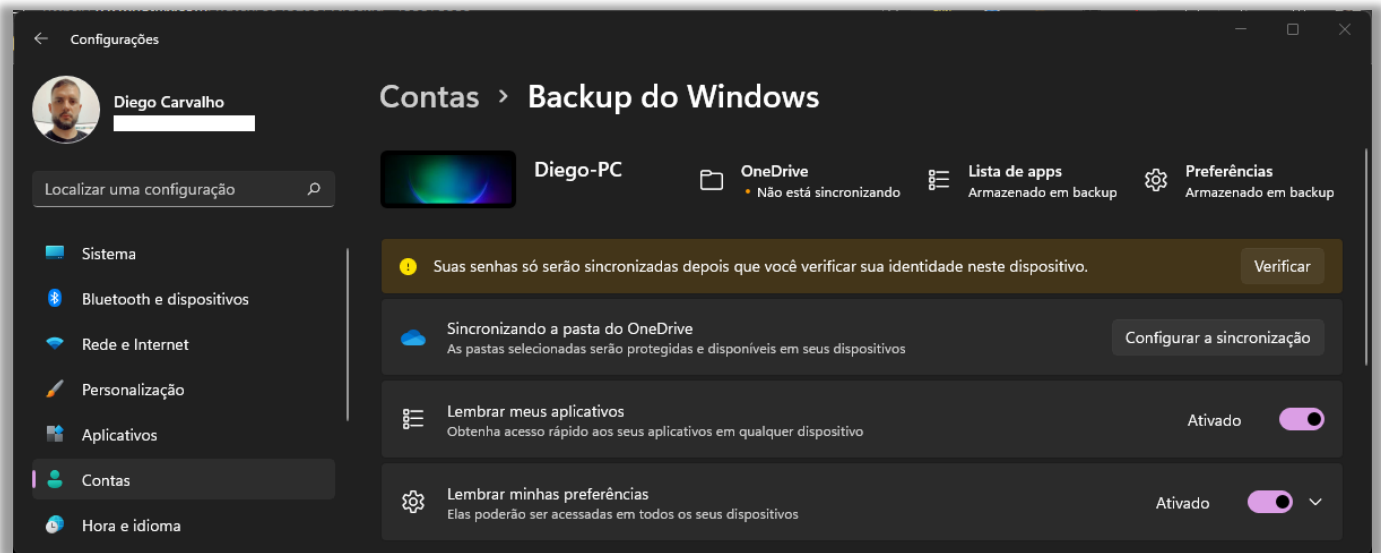 Configurações
Diego Carvalho
Localizar uma configuração
Sistema
Bluetooth e dispositivos
Rede e Internet
Personalização
Aplicativos
Contas
Hora e idioma
Contas > Backup do Windows
Diego-PC
OneDrive
• Não está sincronizando
Lista de apps
Armazenado em backup
Preferências
Armazenado em backup
Suas senhas só serão sincronizadas depois que você verificar sua identidade neste dispositivo.
Verificar
Sincronizando a pasta do OneDrive
As pastas selecionadas serão protegidas e disponíveis em seus dispositivos
Configurar a sincronização
Lembrar meus aplicativos
Obtenha acesso rápido aos seus aplicativos em qualquer dispositivo
Ativado
Lembrar minhas preferências
Elas poderão ser acessadas em todos os seus dispositivos
Ativado